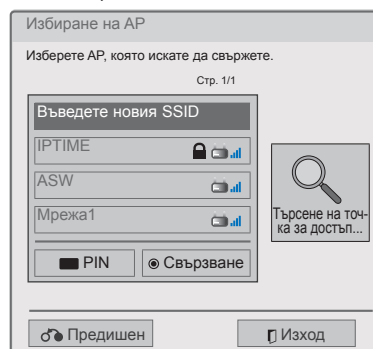 Избиране на AP
Изберете AP, която искате да свържете.
Стр. 1/1
Въведете новия SSID
IPTIME
ASW
Мрежа1
Търсене на точ-
ка за достъп...
PIN
Свързване
Предишен
Изход